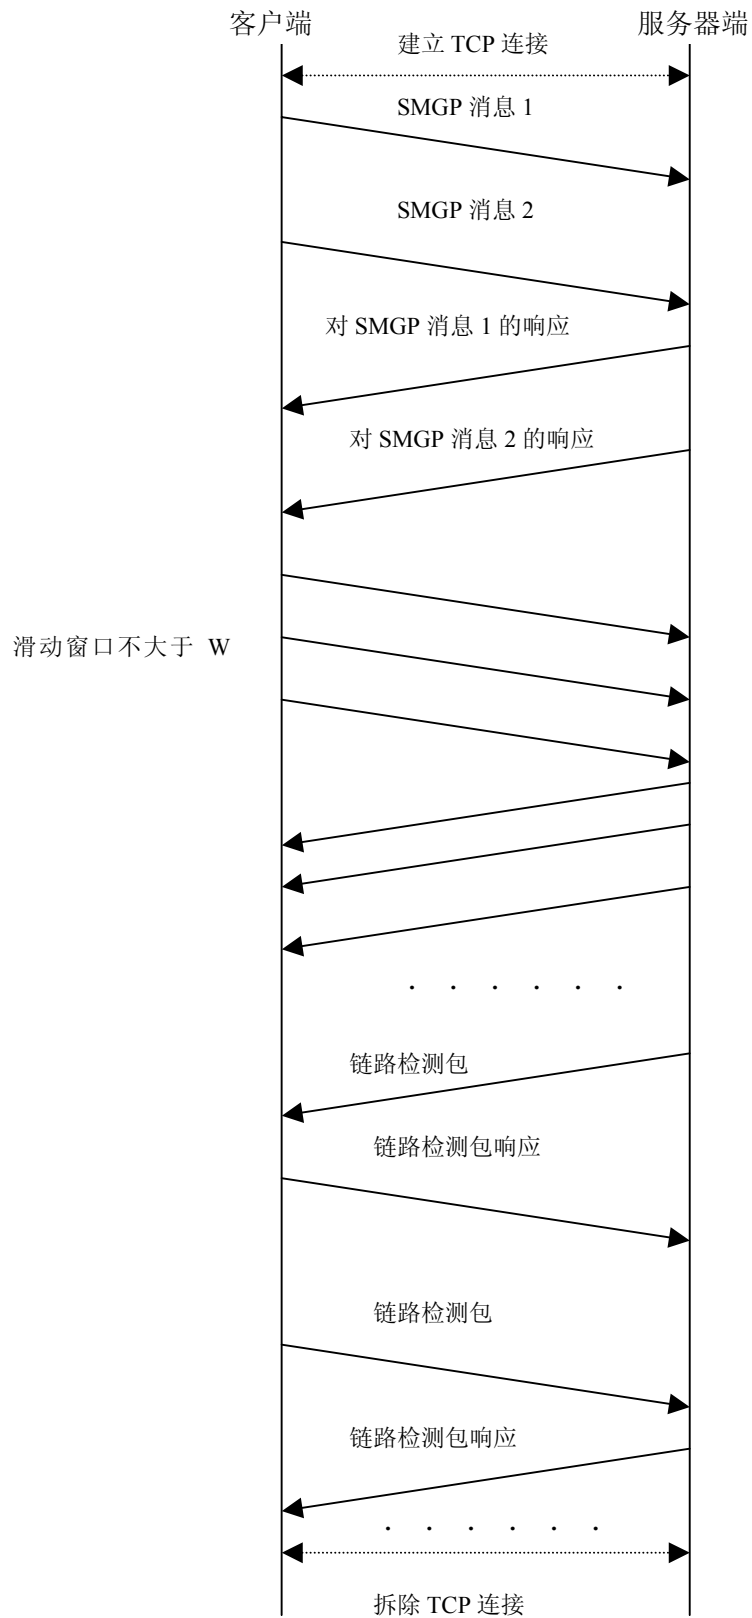 客户端
服务器端
建立 TCP 连接
SMGP 消息 1
SMGP 消息 2
对 SMGP 消息 1 的响应
对 SMGP 消息 2 的响应
滑动窗口不大于 W
. . . . . .
链路检测包
链路检测包响应
链路检测包
链路检测包响应
. . . . . .
拆除 TCP 连接